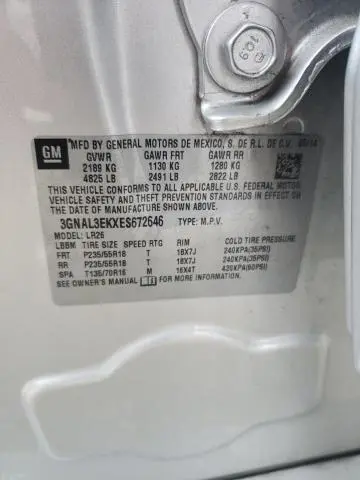 GM
MFD BY GENERAL MOTORS DE MEXICO, S. DE R.L. DE C.V. 05/14
GVWR GAWR FRT GAWR RR
2189 KG 1130 KG 1280 KG
4825 LB 2491 LB 2822 LB
THIS VEHICLE CONFORMS TO ALL APPLICABLE U.S. FEDERAL MOTOR
VEHICLE SAFETY AND THEFT PREVENTION STANDARDS IN EFFECT ON
THE DATE OF MANUFACTURE SHOWN ABOVE.
3GNAL3EKXES672646 TYPE: M.P.V.
MODEL: LR26
LBBM TIRE SIZE SPEED RTG RIM COLD TIRE PRESSURE
FRT P235/55R18 T 18X7J 240KPA(35PSI)
RR P235/55R18 T 18X7J 240KPA(35PSI)
SPA T135/70R16 M 16X4T 420KPA(60PSI)
SEE OWNER'S MANUAL FOR ADDITIONAL INFORMATION